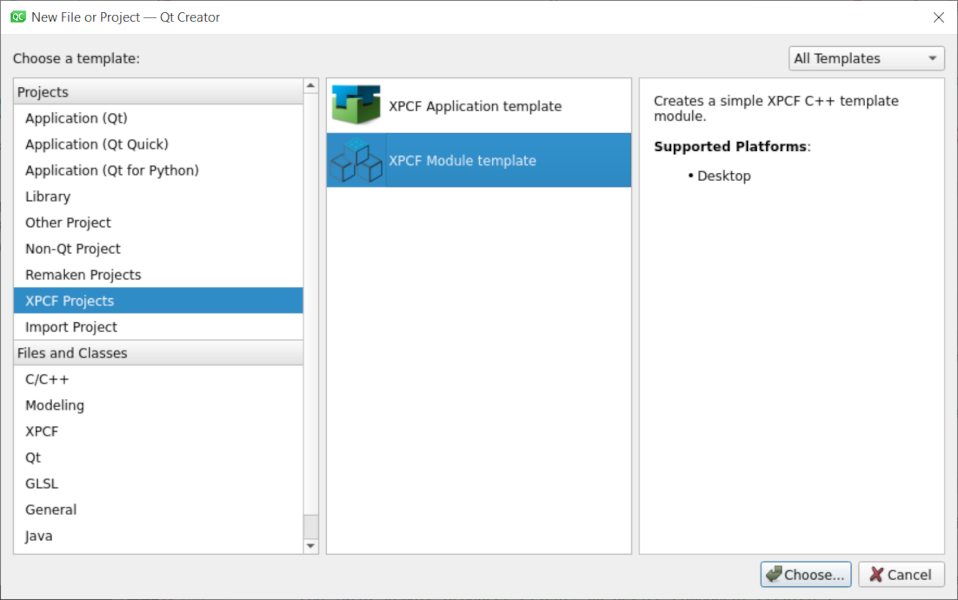 New File or Project — Qt Creator
Choose a template:
All Templates
Projects
Application (Qt)
Application (Qt Quick)
Application (Qt for Python)
Library
Other Project
Non-Qt Project
Remaken Projects
XPCF Projects
Import Project
Files and Classes
C/C++
Modeling
XPCF
Qt
GLSL
General
Java
XPCF Application template
XPCF Module template
Creates a simple XPCF C++ template
module.
Supported Platforms:
• Desktop
Choose...
Cancel